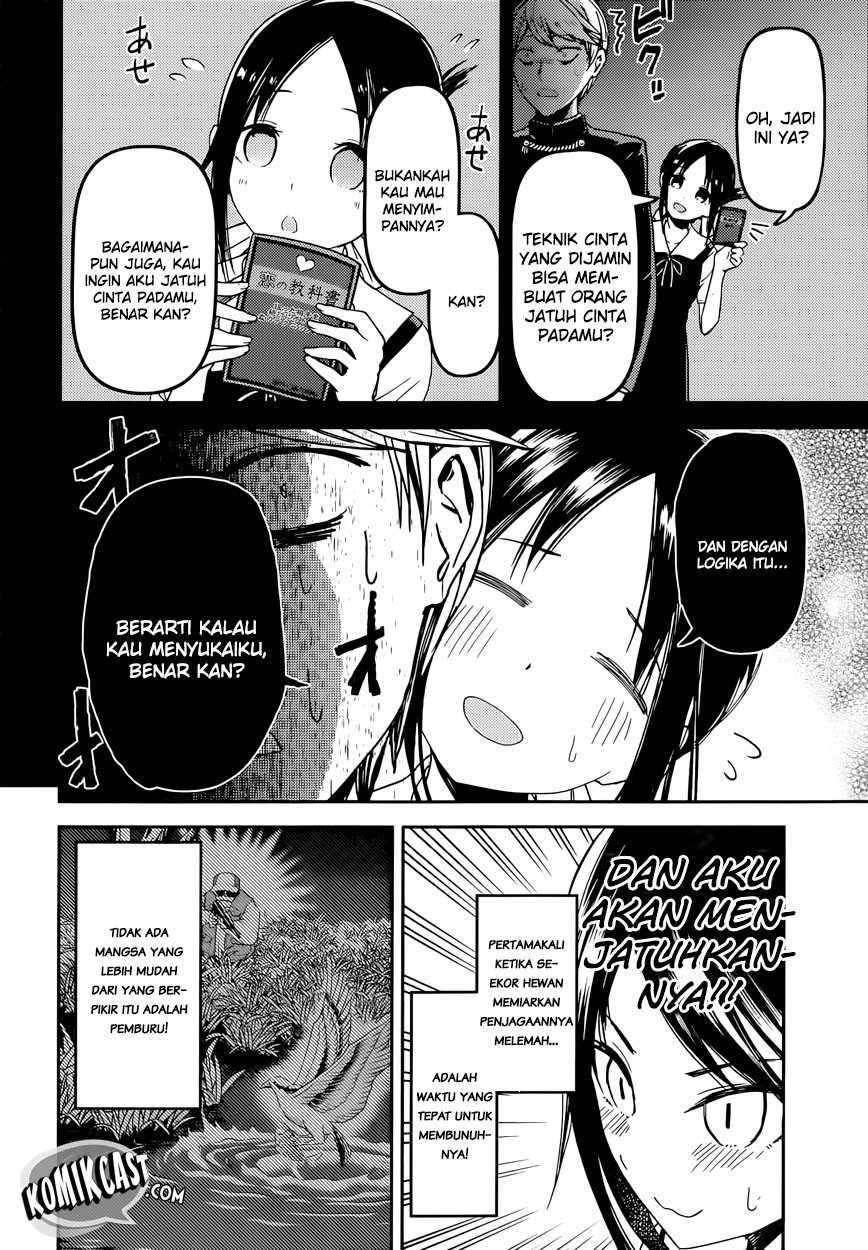 OH, JADI
INI YA?
ビクッ
TEKNIK CINTA
YANG DIJAMIN
BISA MEM-
BUAT ORANG
JATUH CINTA
PADAMU?
あせ
あせ
BUKANKAH
KAU MAU
MENYIM-
PANNYA?
KAN?
BAGAIMANA-
PUN JUGA, KAU
INGIN AKU JATUH
CINTA PADAMU,
BENAR KAN?
恋の教科書
DAN DENGAN
LOGIKA ITU...
BERARTI KALAU
KAU MENYUKAIKU,
BENAR KAN?
DAN AKU
AKAN MEN-
JATUHKAN-
NYA!!!
PERTAMAKALI
KETIKA SE-
EKOR HEWAN
MEMIARKAN
PENJAGAANNYA
MELEMAH...
ADALAH
WAKTU YANG
TEPAT UNTUK
MEMBUNUH-
NYA!
TIDAK ADA
MANGSA YANG
LEBIH MUDAH
DARI YANG BER-
PIKIR ITU ADALAH
PEMBURU!
KOMIKCAST
.COM